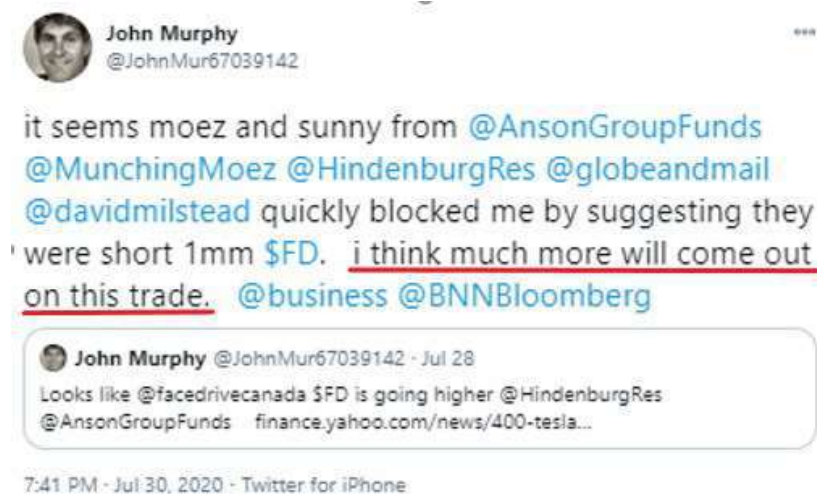 John Murphy
@JohnMur67039142
it seems moez and sunny from @AnsonGroupFunds
@MunchingMoez @HindenburgRes @globeandmail
@davidmilstead quickly blocked me by suggesting they
were short 1mm $FD. i think much more will come out
on this trade. @business @BNNBloomberg
John Murphy @JohnMur67039142 · Jul 28
Looks like @facedrivecanada $FD is going higher @HindenburgRes
@AnsonGroupFunds finance.yahoo.com/news/400-tesla...
7:41 PM · Jul 30, 2020 · Twitter for iPhone